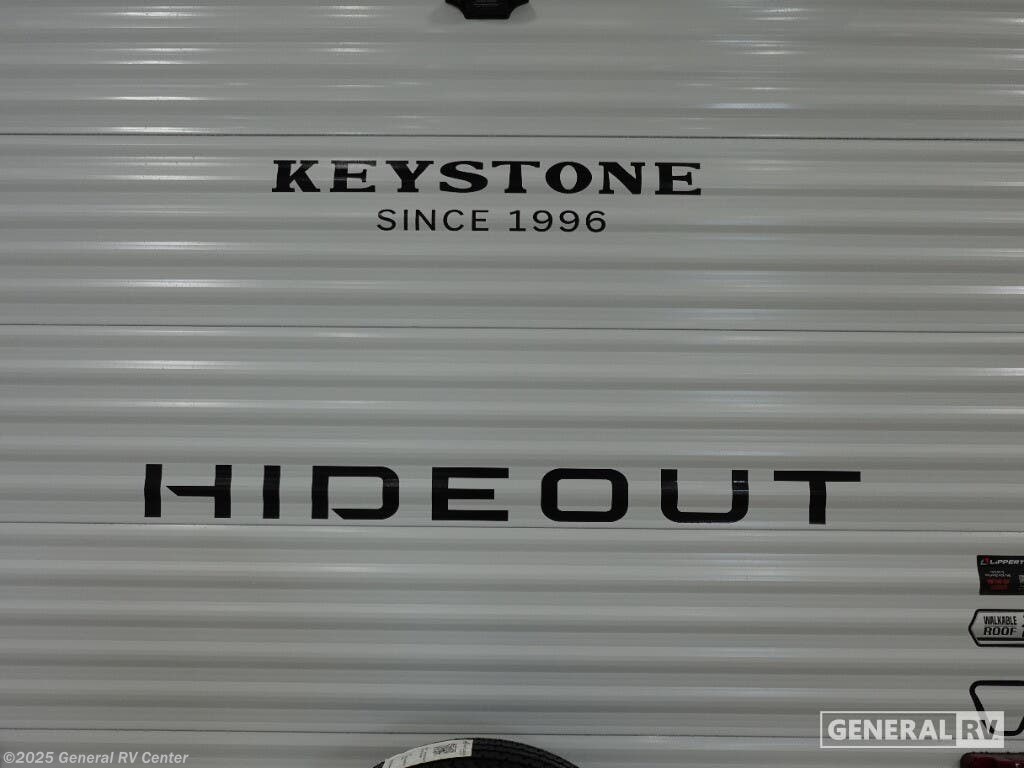 KEYSTONE
SINCE 1996
HIDEOUT
LIPPERT
WALKABLE
ROOF
GENERAL RV
©2025 General RV Center